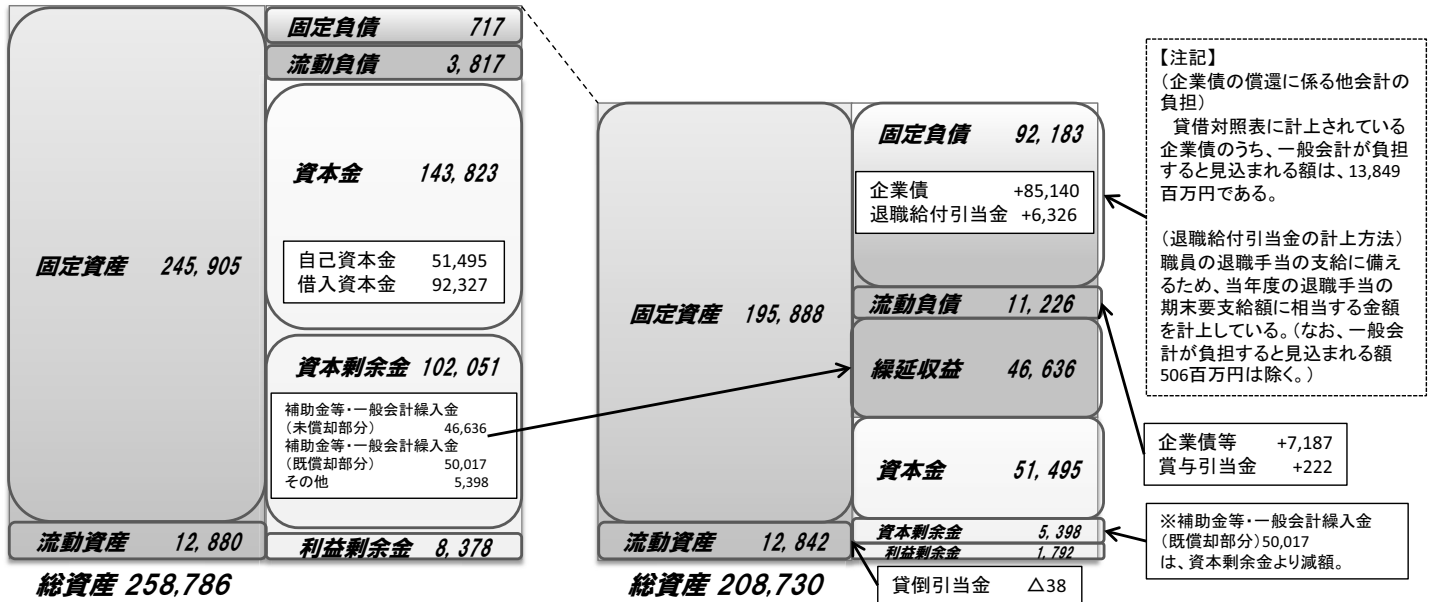 固定負債 717
流動負債 3,817
資本金 143,823
自己資本金 51,495
借入資本金 92,327
固定資産 245,905
資本剰余金 102,051
補助金等・一般会計繰入金
(未償却部分) 46,636
補助金等・一般会計繰入金
(既償却部分) 50,017
その他 5,398
流動資産 12,880
利益剰余金 8,378
総資産 258,786
固定負債 92,183
企業債 +85,140
退職給付引当金 +6,326
固定資産 195,888
流動負債 11,226
繰延収益 46,636
資本金 51,495
資本剰余金 5,398
利益剰余金 1,792
流動資産 12,842
総資産 208,730
貸倒引当金 △38
【注記】
(企業債の償還に係る他会計の
負担)
貸借対照表に計上されている
企業債のうち、一般会計が負担
すると見込まれる額は、13,849
百万円である。
(退職給付引当金の計上方法)
職員の退職手当の支給に備え
るため、当年度の退職手当の
期末要支給額に相当する金額
を計上している。(なお、一般会
計が負担すると見込まれる額
506百万円は除く。)
企業債等 +7,187
賞与引当金 +222
※補助金等・一般会計繰入金
(既償却部分)50,017
は、資本剰余金より減額。